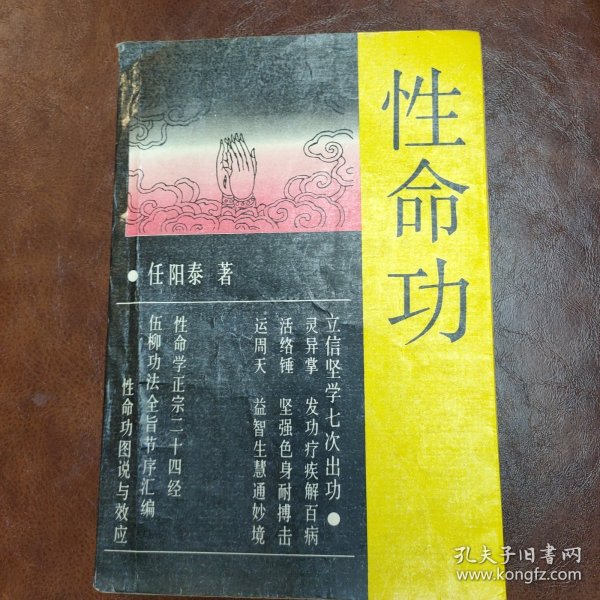 性命功
任阳泰 著
立信坚学七次出功
灵异掌 发功疗疾解百病
活络锤 坚强色身耐搏击
运周天 益智生慧通妙境
性命学正宗二十四经
伍柳功法全旨节序汇编
性命功图说与效应
孔夫子旧书网
www.kongfz.com